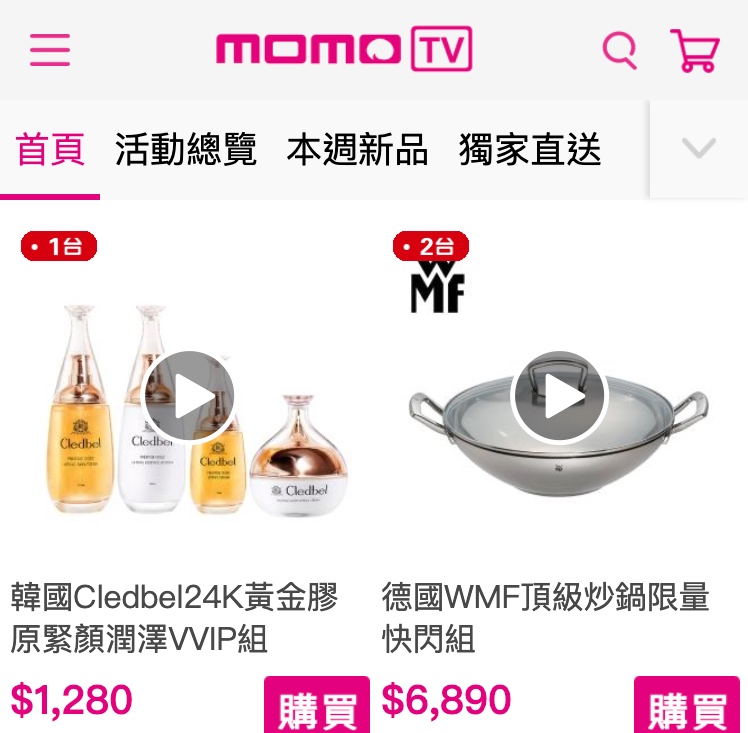 momo TV
首頁 活動總覽 本週新品 獨家直送
• 1台
• 2台
WMF
Cledbel Cledbel Cledbel Cledbel
韓國Cledbel24K黃金膠
原緊顏潤澤VVIP組
$1,280
購買
德國WMF頂級炒鍋限量
快閃組
$6,890
購買